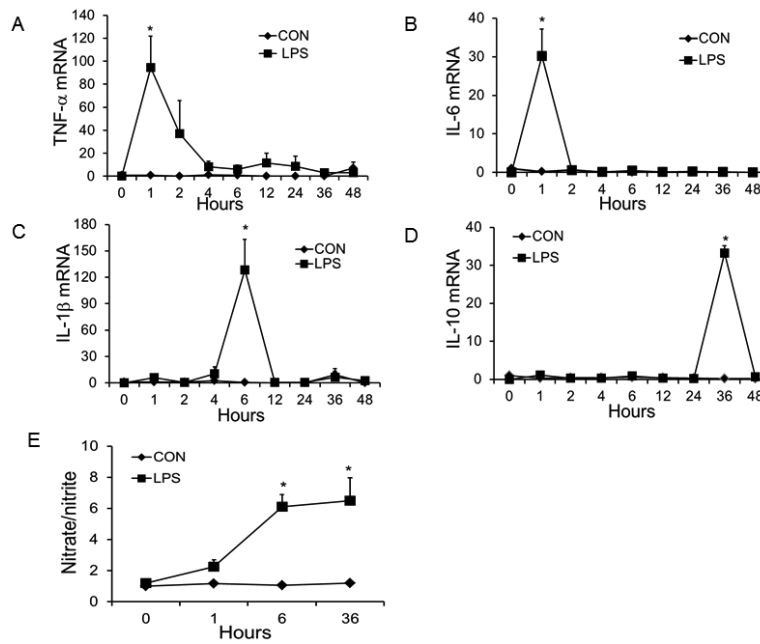 A
TNF-α mRNA
140
120
100
80
60
40
20
0
*
CON
LPS
0 1 2 4 6 12 24 36 48
Hours
B
IL-6 mRNA
40
30
20
10
0
*
CON
LPS
0 1 2 4 6 12 24 36 48
Hours
C
IL-1β mRNA
180
150
120
90
60
30
0
*
CON
LPS
0 1 2 4 6 12 24 36 48
Hours
D
IL-10 mRNA
40
30
20
10
0
CON
LPS
*
0 1 2 4 6 12 24 36 48
Hours
E
Nitrate/nitrite
10
8
6
4
2
0
CON
LPS
* *
0 1 6 36
Hours